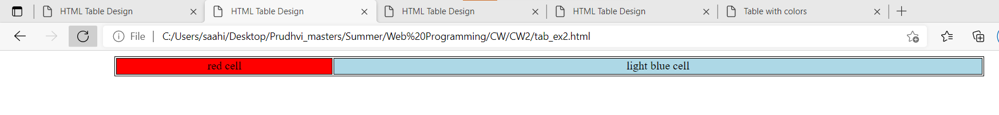 HTML Table Design
HTML Table Design
HTML Table Design
HTML Table Design
Table with colors
File C:/Users/saahi/Desktop/Prudhvi_masters/Summer/Web%20Programming/CW/CW2/tab_ex2.html
red cell light blue cell